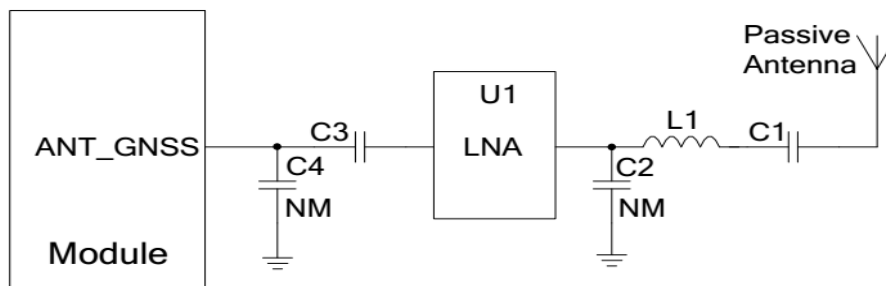 Passive
Antenna
U1
LNA
ANT_GNSS
C3
L1
C1
C4
NM
C2
NM
Module